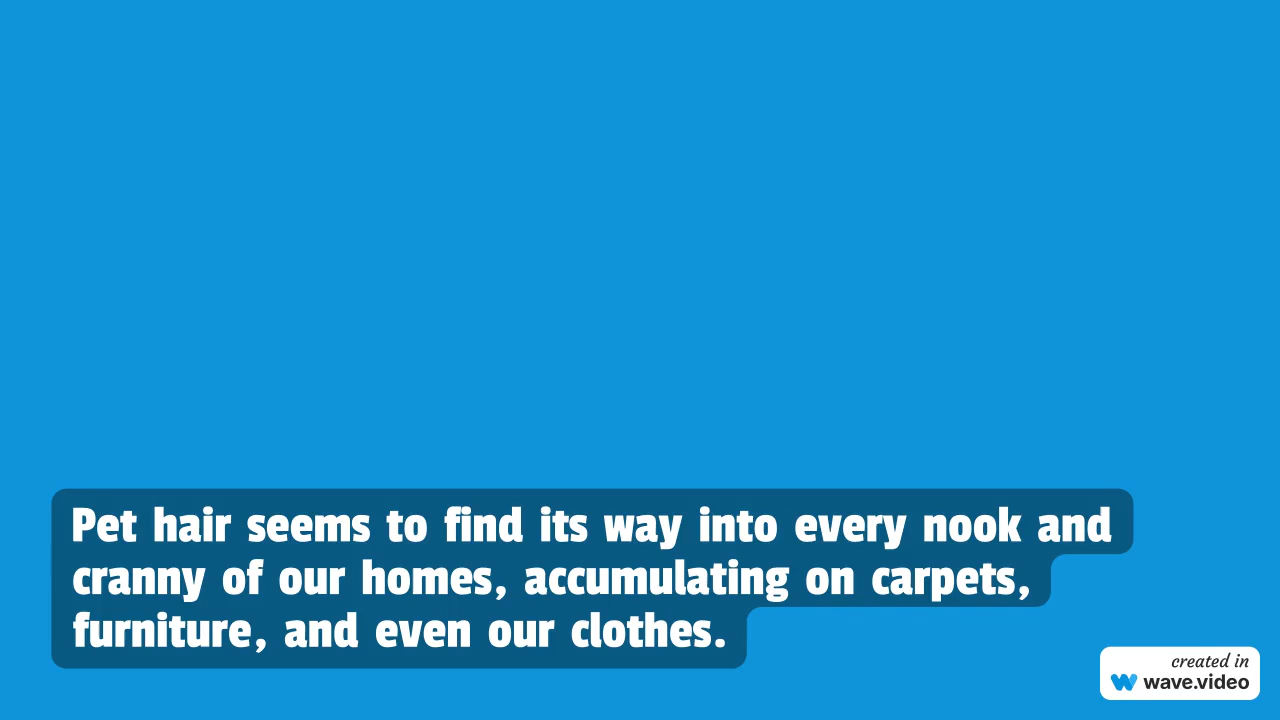 Pet hair seems to find its way into every nook and
cranny of our homes, accumulating on carpets,
furniture, and even our clothes.
created in
wave.video